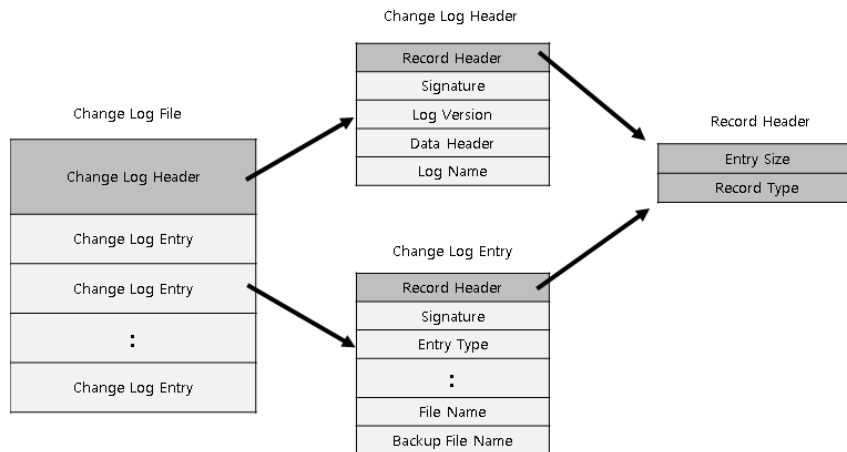 Change Log File
Change Log Header
Change Log Entry
Change Log Entry
:
Change Log Entry
Change Log Header
Record Header
Signature
Log Version
Data Header
Log Name
Change Log Entry
Record Header
Signature
Entry Type
:
File Name
Backup File Name
Record Header
Entry Size
Record Type